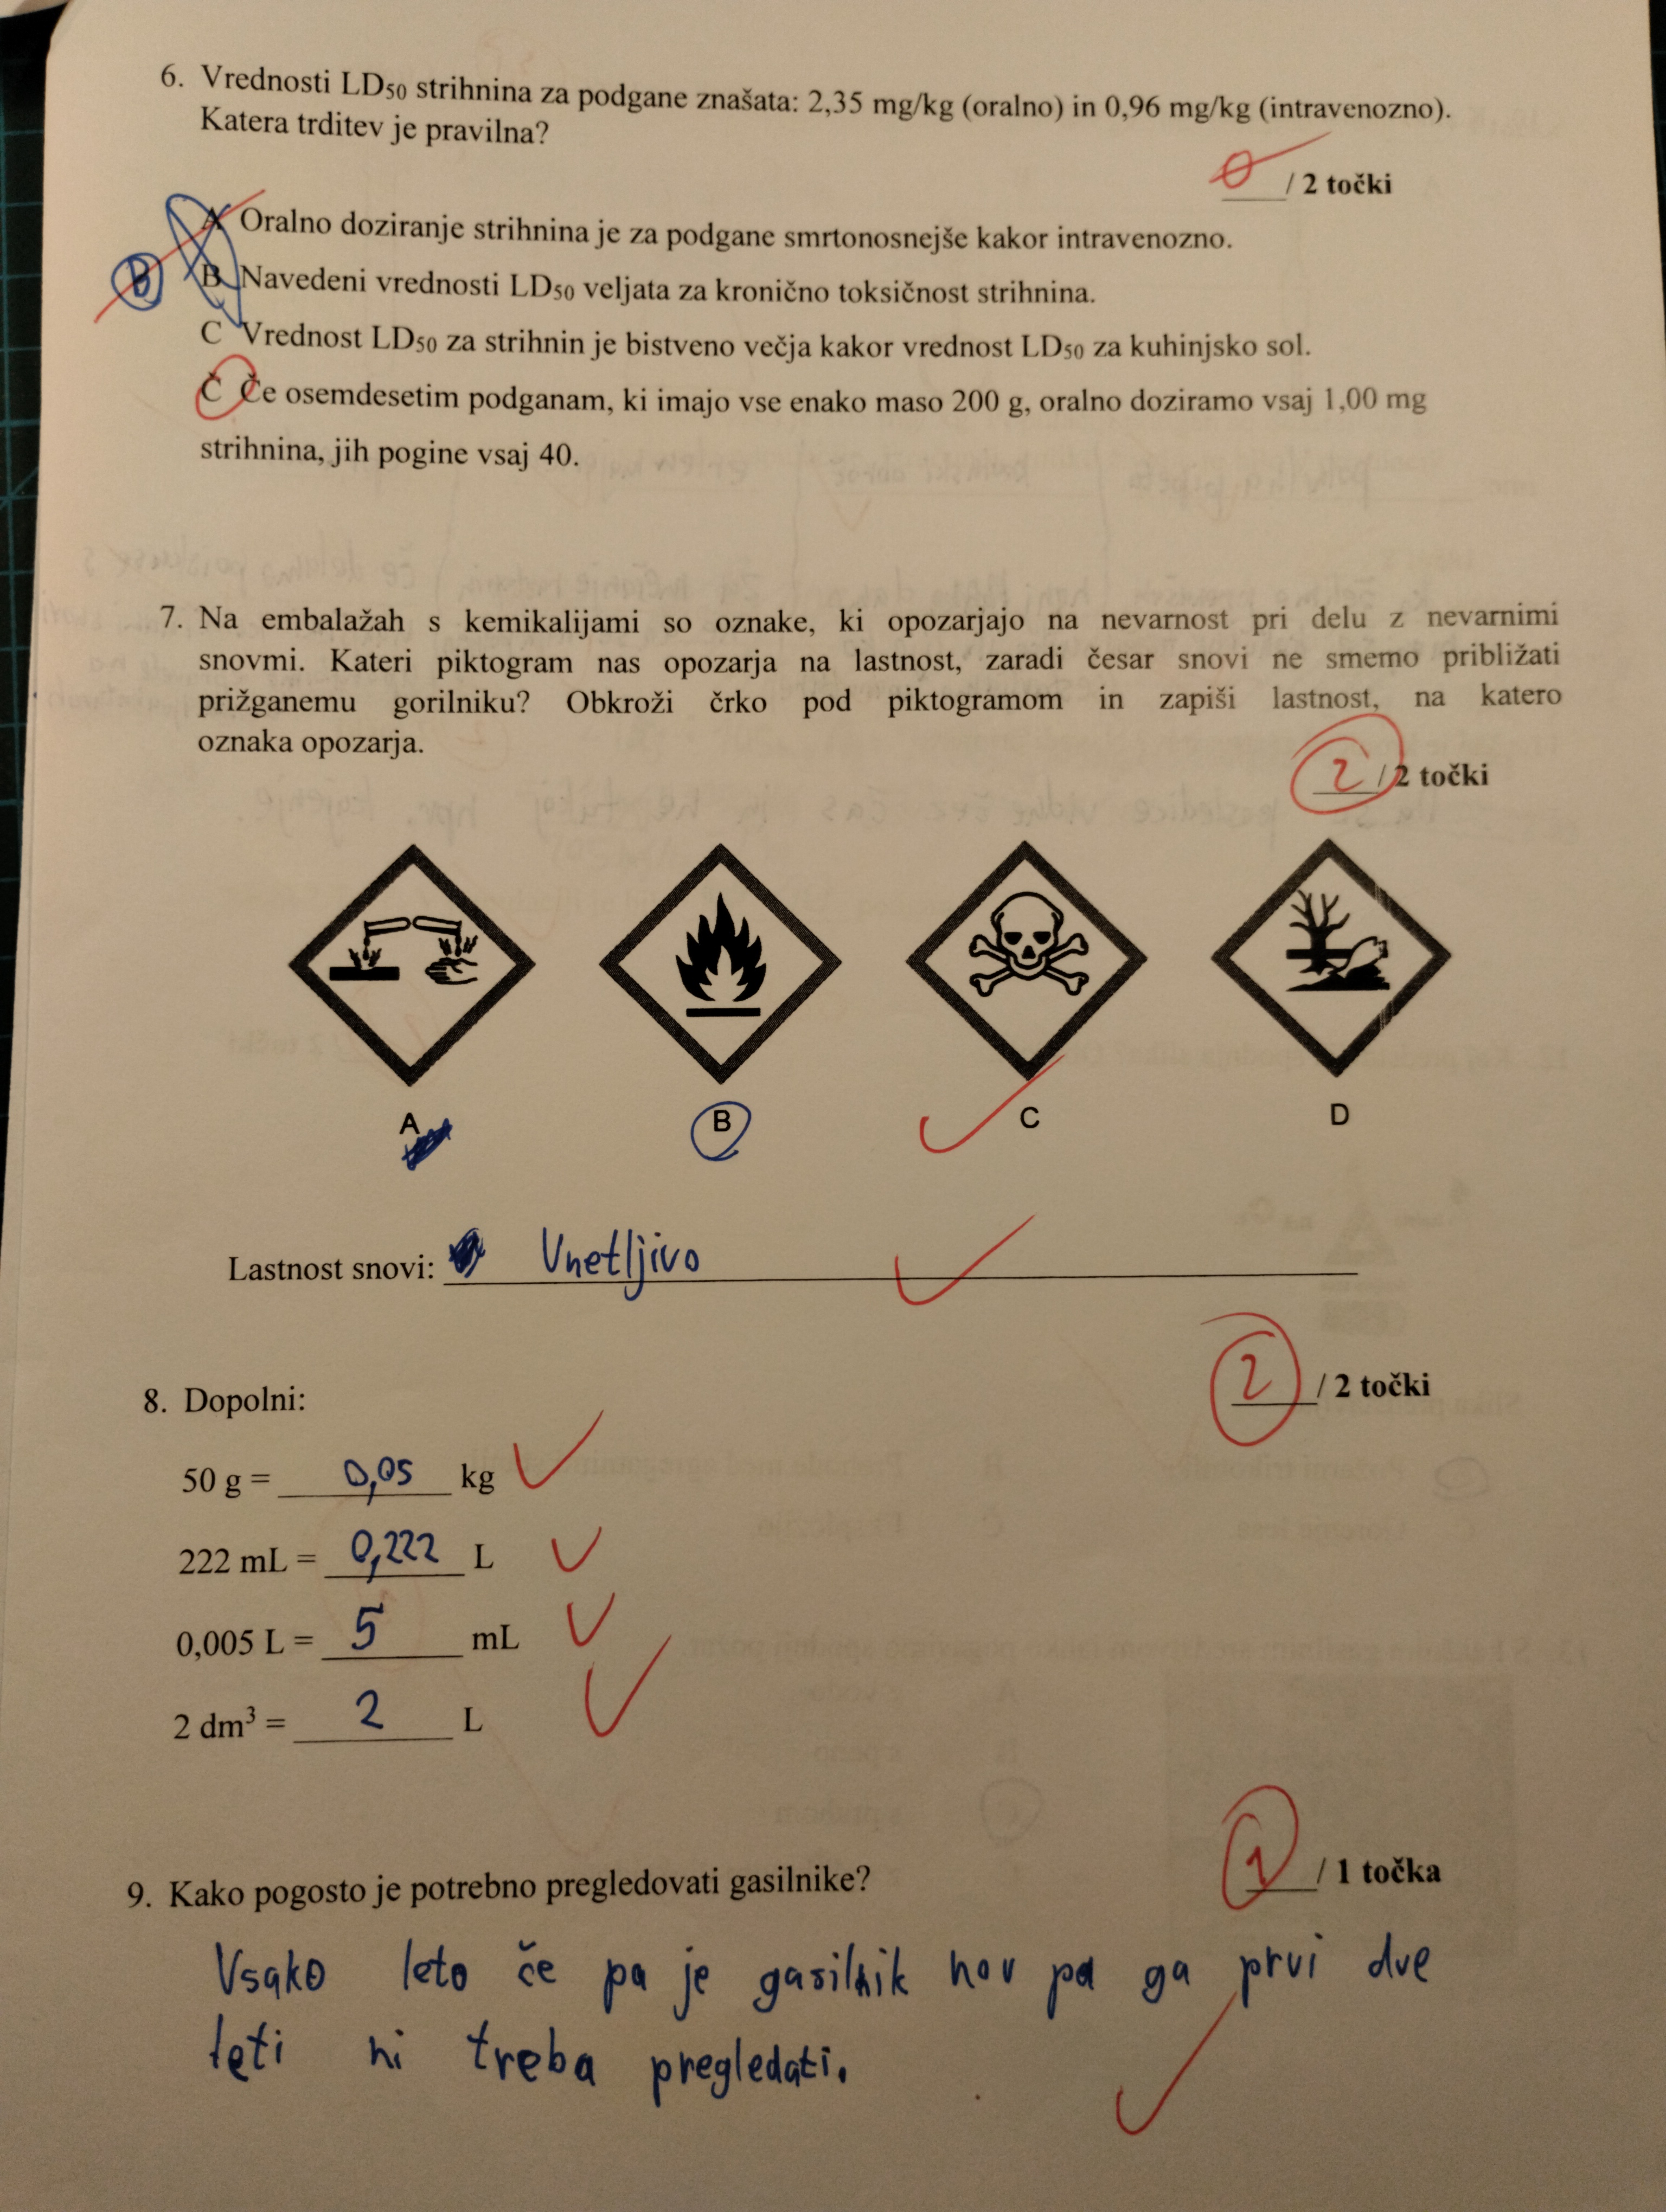 6. Vrednosti LD50 strihnina za podgane znašata: 2,35 mg/kg (oralno) in 0,96 mg/kg (intravenozno).
Katera trditev je pravilna?
0 / 2 točki
A Oralno doziranje strihnina je za podgane smrtonosnejše kakor intravenozno.
B B Navedeni vrednosti LD50 veljata za kronično toksičnost strihnina.
C Vrednost LD50 za strihnin je bistveno večja kakor vrednost LD50 za kuhinjsko sol.
Č Če osemdesetim podganam, ki imajo vse enako maso 200 g, oralno doziramo vsaj 1,00 mg
strihnina, jih pogine vsaj 40.
7. Na embalažah s kemikalijami so oznake, ki opozarjajo na nevarnost pri delu z nevarnimi
snovmi. Kateri piktogram nas opozarja na lastnost, zaradi česar snovi ne smemo približati
prižganemu gorilniku? Obkroži črko pod piktogramom in zapiši lastnost, na katero
oznaka opozarja.
2 / 2 točki
A B C D
Lastnost snovi: Vnetljivo
2 / 2 točki
8. Dopolni:
50 g = 0,05 kg
222 mL = 0,222 L
0,005 L = 5 mL
2 dm³ = 2 L
1 / 1 točka
9. Kako pogosto je potrebno pregledovati gasilnike?
Vsako leto če pa je gasilnik nov pa ga prvi dve
leti ni treba pregledati.